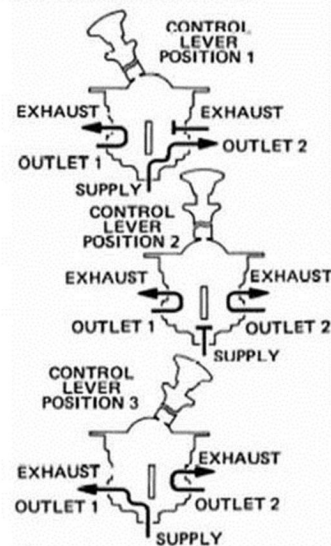 CONTROL
LEVER
POSITION 1
EXHAUST
EXHAUST
OUTLET 1
OUTLET 2
SUPPLY
CONTROL
LEVER
POSITION 2
EXHAUST
EXHAUST
OUTLET 1
OUTLET 2
SUPPLY
CONTROL
LEVER
POSITION 3
EXHAUST
EXHAUST
OUTLET 1
OUTLET 2
SUPPLY